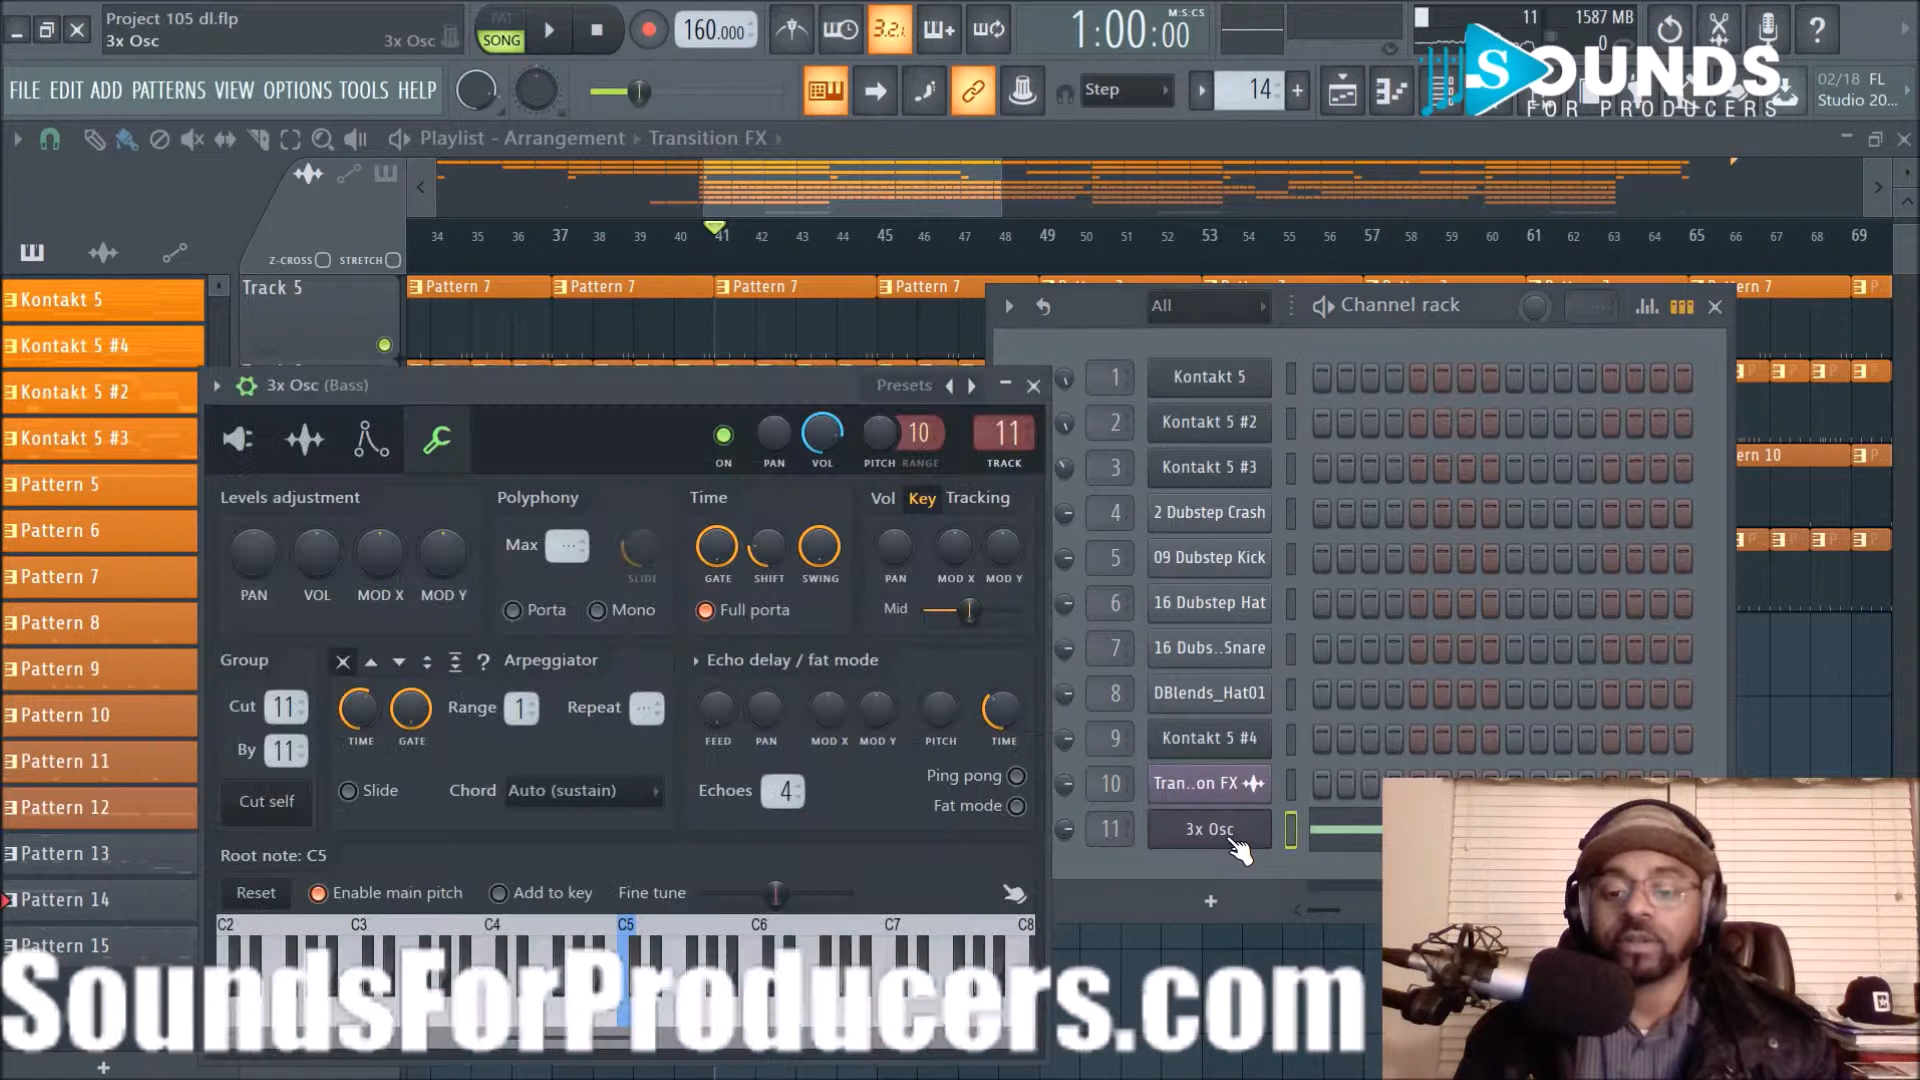 Project 105 dl.flp
3x Osc
3x Osc
PAT
SONG
160.000
3.2.
1:00:00
M:S:CS
11
1587 MB
0
SOUNDS
FOR PRODUCERS
FILE EDIT ADD PATTERNS VIEW OPTIONS TOOLS HELP
Step
14
02/18 FL
Studio 20...
Playlist - Arrangement
Transition FX
Z-CROSS
STRETCH
34 35 36 37 38 39 40 41 42 43 44 45 46 47 48 49 50 51 52 53 54 55 56 57 58 59 60 61 62 63 64 65 66 67 68 69
Track 5
Pattern 7
Pattern 7
Pattern 7
Pattern 7
n 7
P..
ern 10
Kontakt 5
Kontakt 5 #4
Kontakt 5 #2
Kontakt 5 #3
Pattern 5
Pattern 6
Pattern 7
Pattern 8
Pattern 9
Pattern 10
Pattern 11
Pattern 12
Pattern 13
Pattern 14
Pattern 15
3x Osc (Bass)
Presets
ON
PAN
VOL
PITCH
RANGE
10
11
TRACK
Levels adjustment
PAN
VOL
MOD X
MOD Y
Polyphony
Max
SLIDE
Porta
Mono
Time
GATE
SHIFT
SWING
Full porta
Vol
Key
Tracking
PAN
MOD X
MOD Y
Mid
Group
Cut
11
By
11
Cut self
Arpeggiator
TIME
GATE
Range
1
Repeat
Slide
Chord
Auto (sustain)
Echo delay / fat mode
FEED
PAN
MOD X
MOD Y
PITCH
TIME
Echoes
4
Ping pong
Fat mode
Root note: C5
Reset
Enable main pitch
Add to key
Fine tune
C2 C3 C4 C5 C6 C7 C8
All
Channel rack
1 Kontakt 5
2 Kontakt 5 #2
3 Kontakt 5 #3
4 2 Dubstep Crash
5 09 Dubstep Kick
6 16 Dubstep Hat
7 16 Dubs..Snare
8 DBlends_Hat01
9 Kontakt 5 #4
10 Tran..on FX
11 3x Osc
SoundsForProducers.com